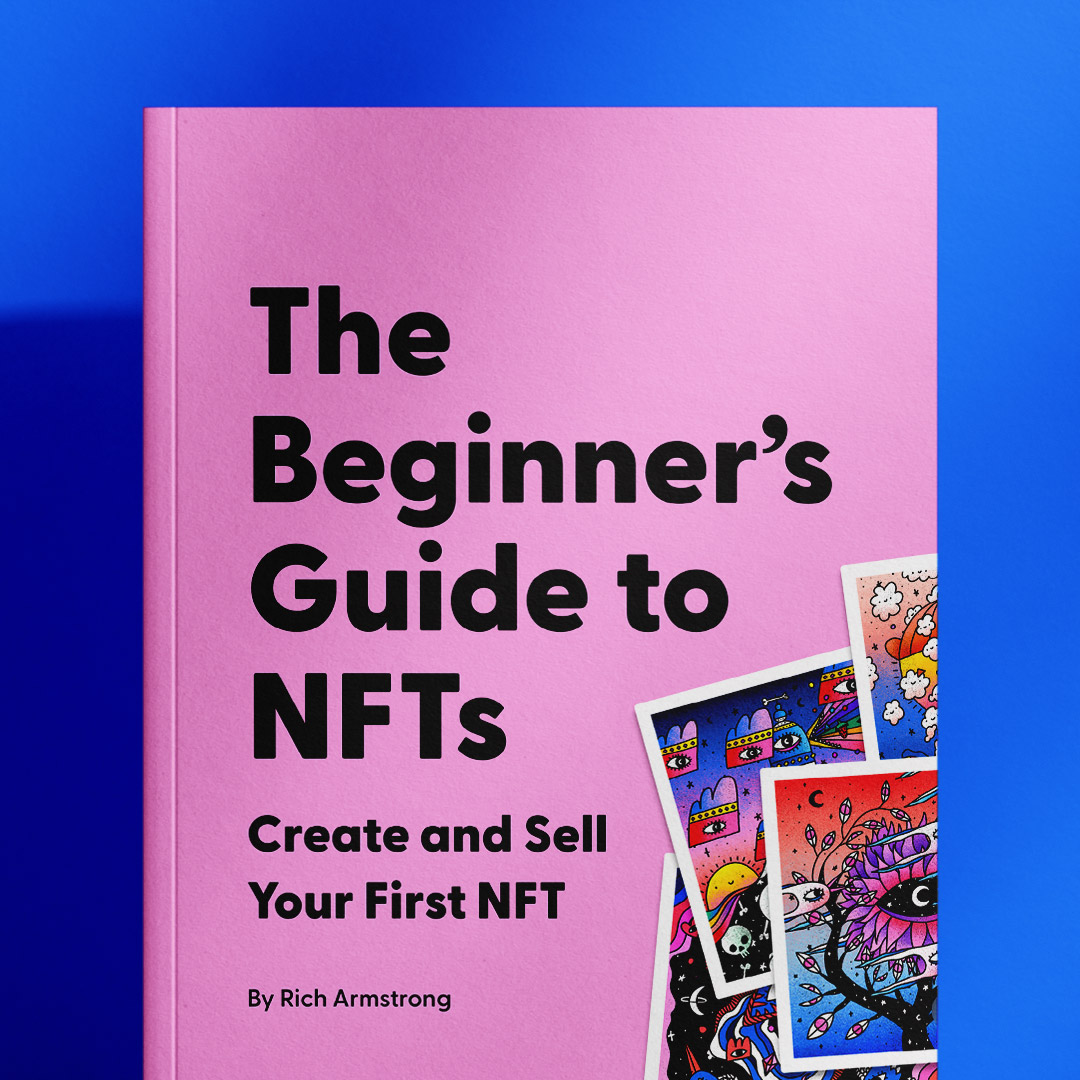 The
Beginner’s
Guide to
NFTs
Create and Sell
Your First NFT
By Rich Armstrong